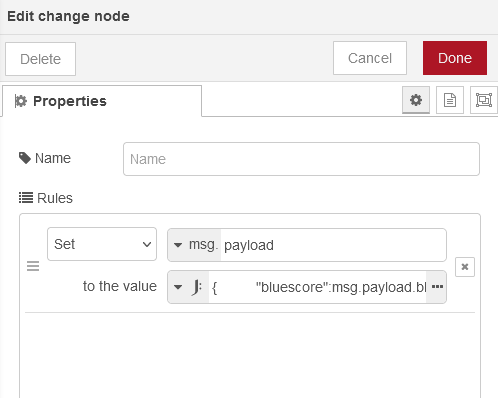 Edit change node
Delete
Cancel
Done
Properties
Name
Name
Rules
Set
msg. payload
to the value
J: { "bluescore":msg.payload.bl